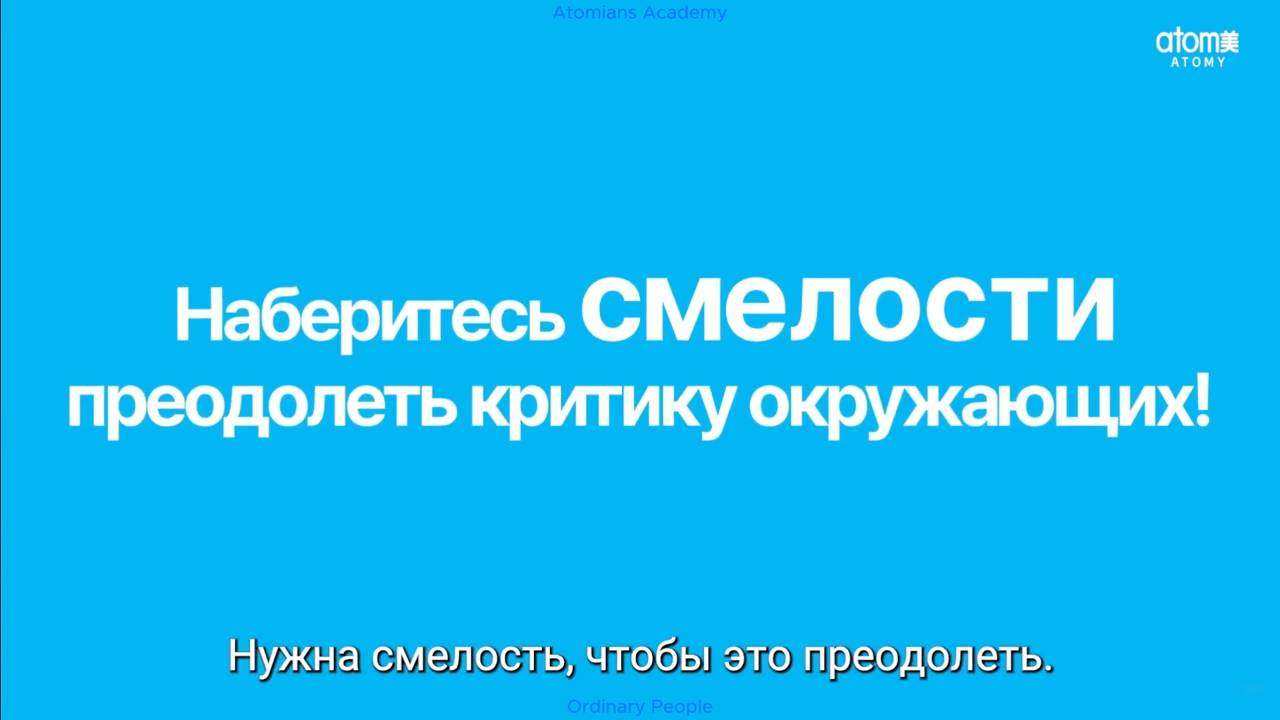 Atomians Academy
atom美
ATOMY
Наберитесь смелости
преодолеть критику окружающих!
Нужна смелость, чтобы это преодолеть.
Ordinary People